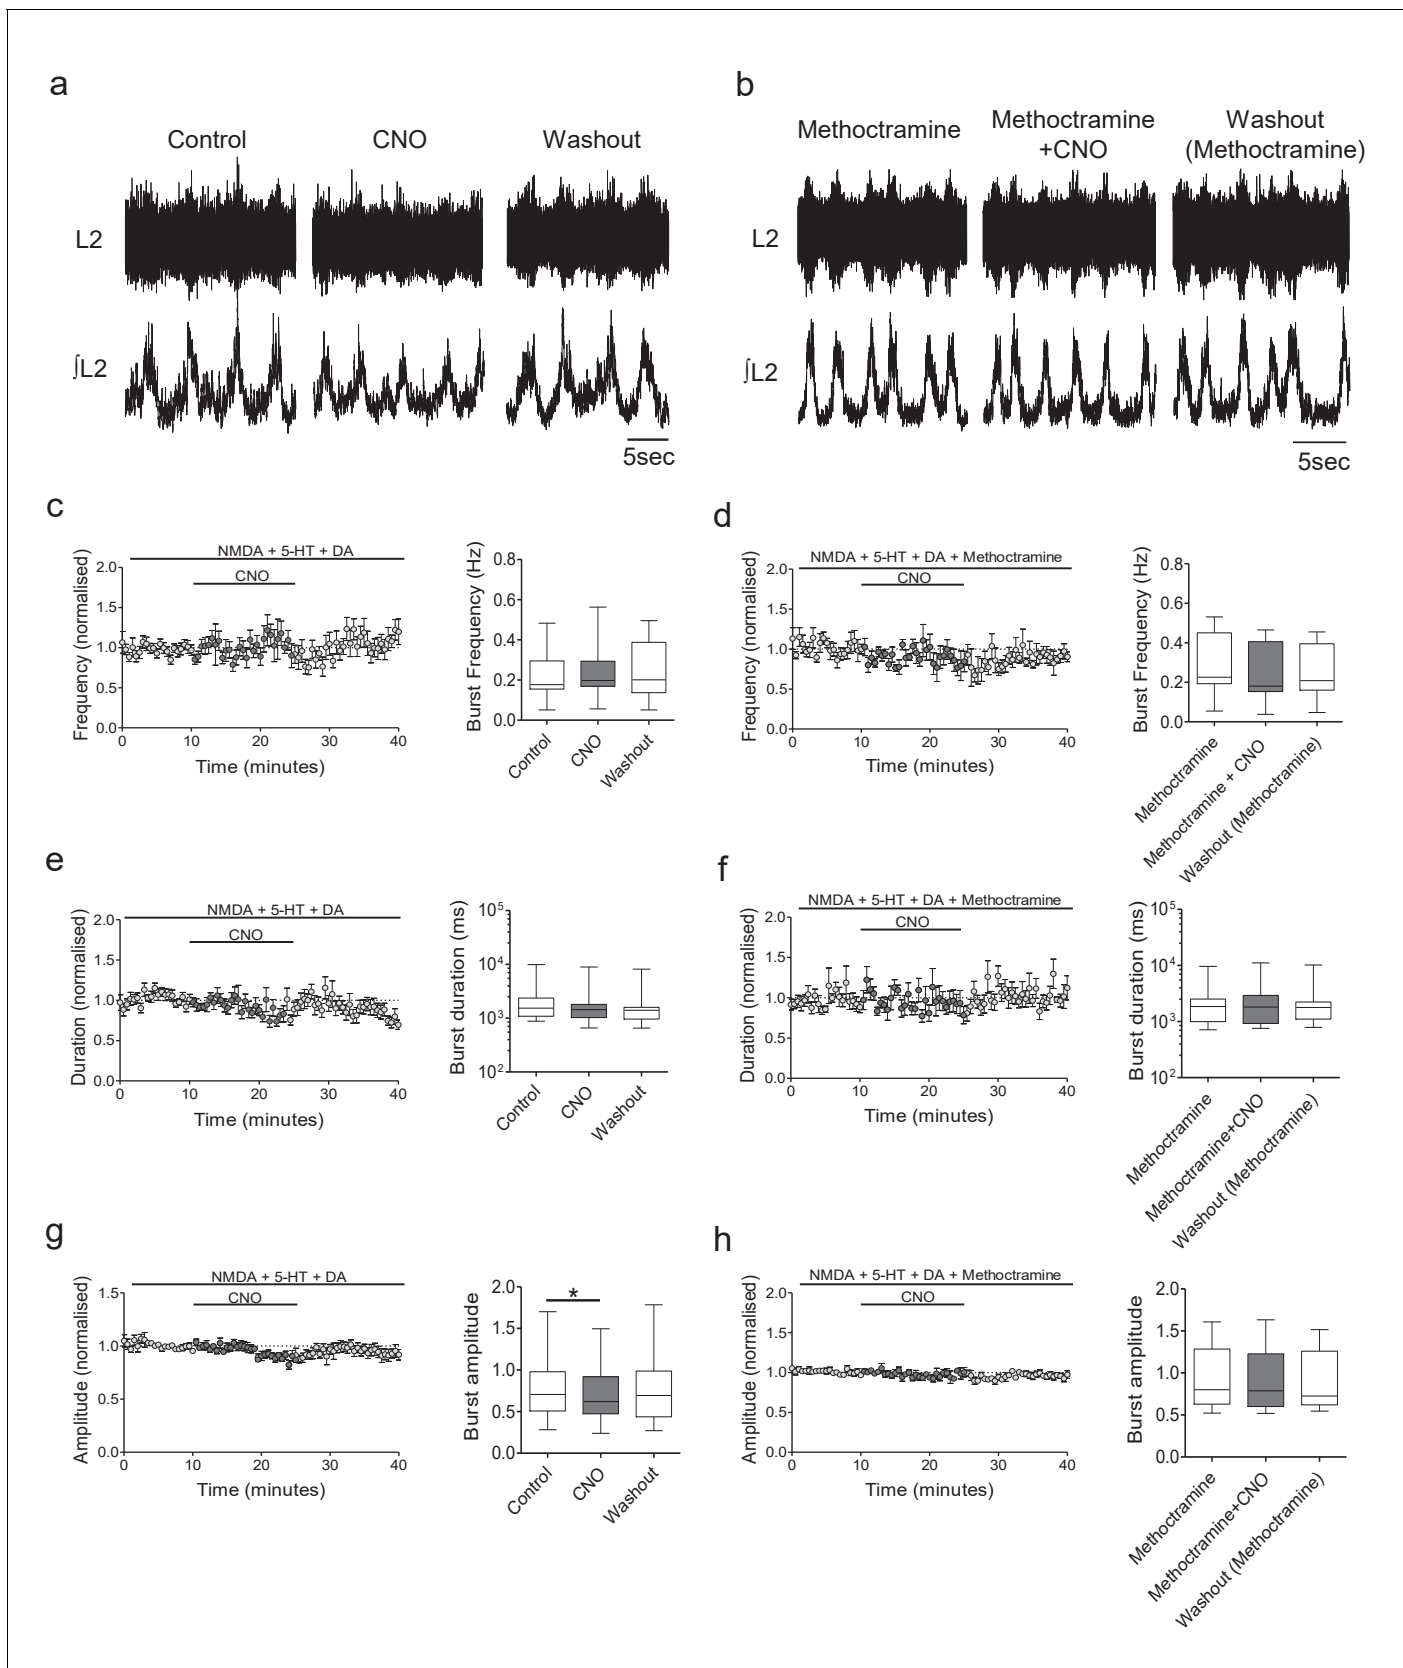 a
Control
CNO
Washout
L2
∫L2
5sec
b
Methoctramine
Methoctramine
+CNO
Washout
(Methoctramine)
L2
∫L2
5sec
c
NMDA + 5-HT + DA
CNO
Frequency (normalised)
2.0
1.5
1.0
0.5
0.0
0
10
20
30
40
Time (minutes)
Burst Frequency (Hz)
0.8
0.6
0.4
0.2
0.0
Control
CNO
Washout
d
NMDA + 5-HT + DA + Methoctramine
CNO
Frequency (normalised)
2.0
1.5
1.0
0.5
0.0
0
10
20
30
40
Time (minutes)
Burst Frequency (Hz)
0.8
0.6
0.4
0.2
0.0
Methoctramine
Methoctramine + CNO
Washout (Methoctramine)
e
NMDA + 5-HT + DA
CNO
Duration (normalised)
2.0
1.5
1.0
0.5
0.0
0
10
20
30
40
Time (minutes)
Burst duration (ms)
10⁵
10⁴
10³
10²
Control
CNO
Washout
f
NMDA + 5-HT + DA + Methoctramine
CNO
Duration (normalised)
2.0
1.5
1.0
0.5
0.0
0
10
20
30
40
Time (minutes)
Burst duration (ms)
10⁵
10⁴
10³
10²
Methoctramine
Methoctramine+CNO
Washout (Methoctramine)
g
NMDA + 5-HT + DA
CNO
Amplitude (normalised)
1.5
1.0
0.5
0.0
0
10
20
30
40
Time (minutes)
Burst amplitude
2.0
1.5
1.0
0.5
0.0
*
Control
CNO
Washout
h
NMDA + 5-HT + DA + Methoctramine
CNO
Amplitude (normalised)
2.0
1.5
1.0
0.5
0.0
0
10
20
30
40
Time (minutes)
Burst amplitude
2.0
1.5
1.0
0.5
0.0
Methoctramine
Methoctramine+CNO
Washout (Methoctramine)